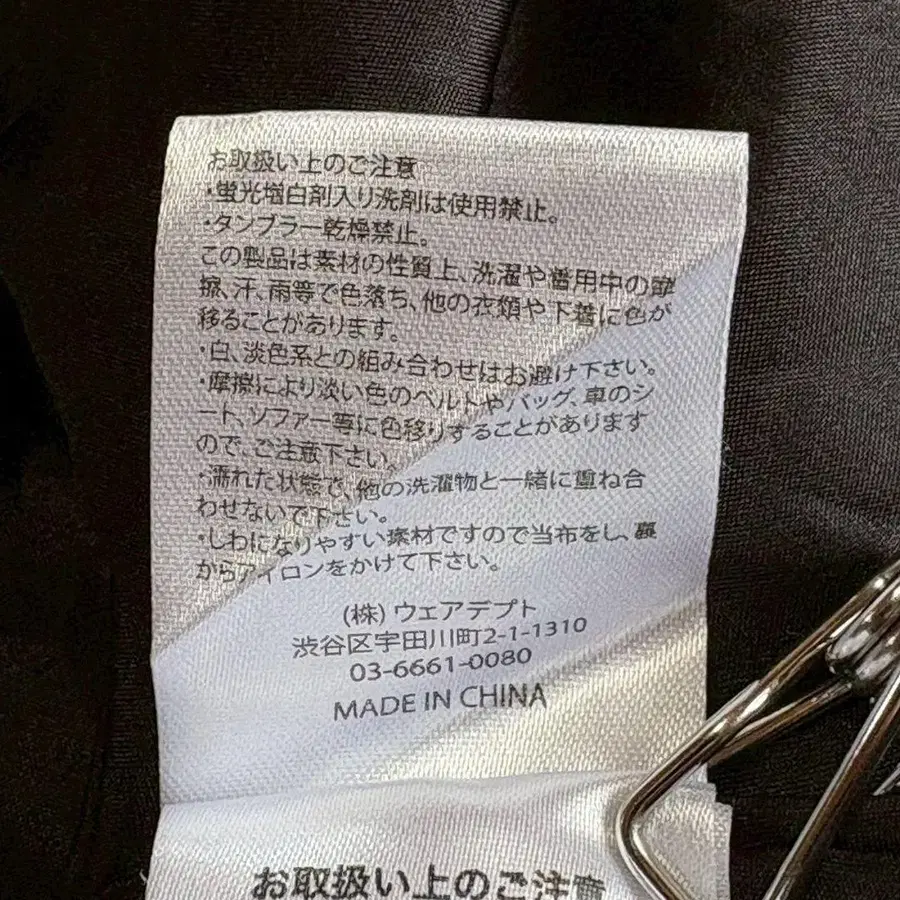 お取扱い上のご注意
・蛍光増白剤入り洗剤は使用禁止。
・タンブラー乾燥禁止。
この製品は素材の性質上、洗濯や着用中の摩
擦、汗、雨等で色落ち、他の衣類や下着に色が
移ることがあります。
・白、淡色系との組み合わせはお避け下さい。
・摩擦により淡い色のベルトやバッグ、車のシ
ート、ソファー等に色移りすることがあります
ので、ご注意下さい。
・濡れた状態で、他の洗濯物と一緒に重ね合
わせないで下さい。
・しわになりやすい素材ですので当布をし、裏
からアイロンをかけて下さい。
(株)ウェアデプト
渋谷区宇田川町2-1-1310
03-6661-0080
MADE IN CHINA
お取扱い上のご注意